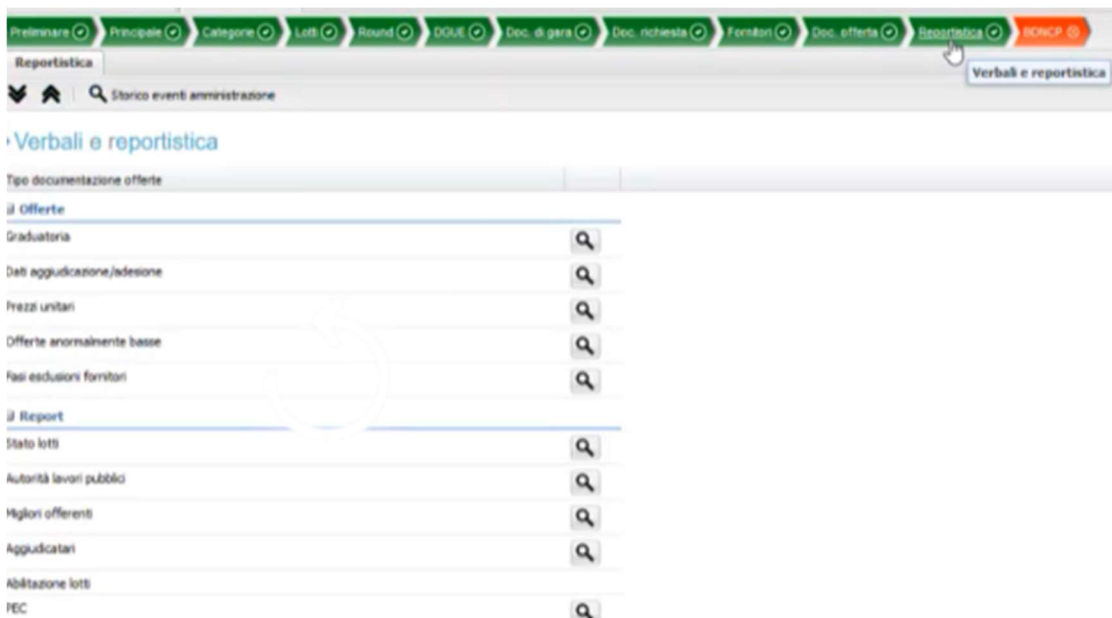 Preliminare Principale Categorie Lotti Round DGUE Doc. di gara Doc. richiesta Fornitori Doc. offerta Reportistica BDNCP
Reportistica
Verbali e reportistica
Storico eventi amministrazione
Verbali e reportistica
Tipo documentazione offerte
Offerte
Graduatoria
Dati aggiudicazione/adesione
Prezzi unitari
Offerte anormalmente basse
Fasi esclusioni fornitori
Report
Stato lotti
Autorità lavori pubblici
Migliori offerenti
Aggiudicatari
Abilitazione lotti
PEC